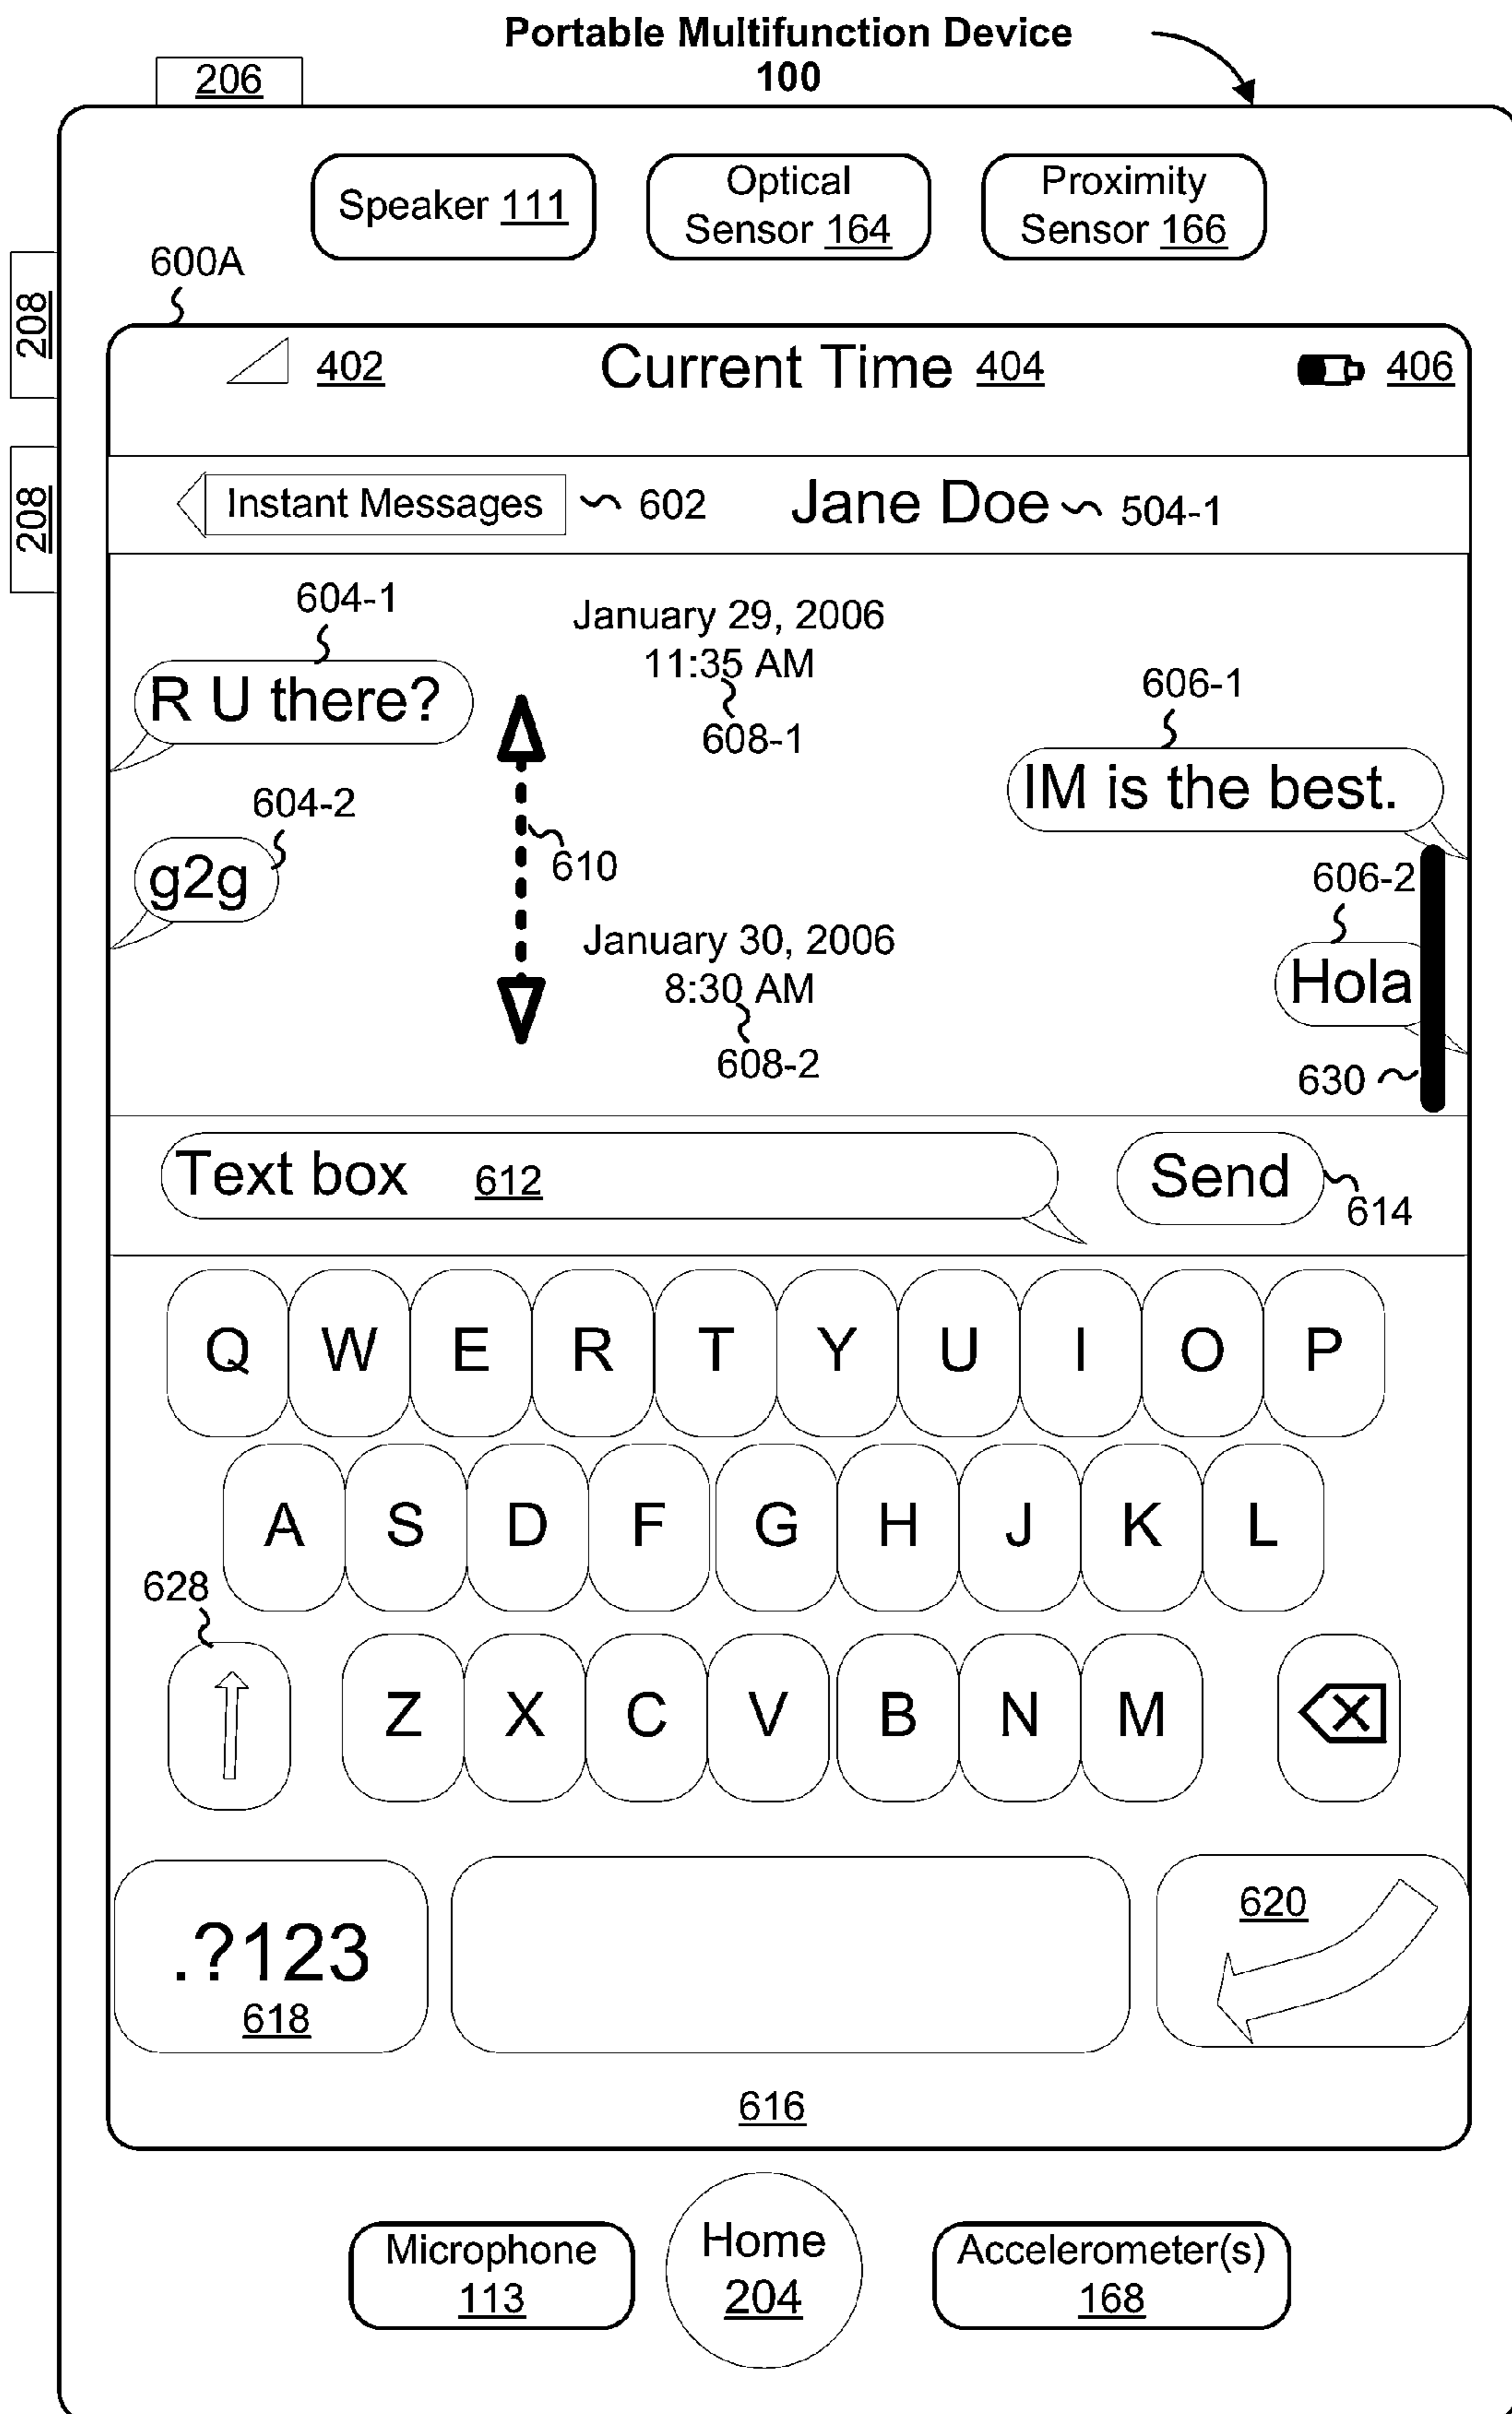 Portable Multifunction Device
100
206
Speaker 111
Optical
Sensor 164
Proximity
Sensor 166
600A
208
208
402
Current Time 404
406
Instant Messages
602
Jane Doe
504-1
604-1
R U there?
January 29, 2006
11:35 AM
608-1
606-1
IM is the best.
604-2
g2g
610
606-2
Hola
January 30, 2006
8:30 AM
608-2
630
Text box 612
Send
614
Q W E R T Y U I O P
A S D F G H J K L
628
Z X C V B N M
.?123
618
620
616
Microphone
113
Home
204
Accelerometer(s)
168